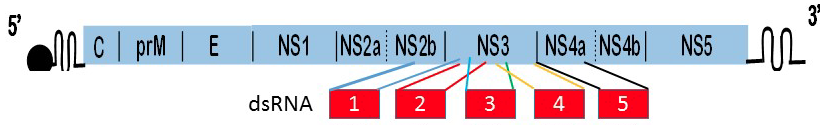 5’ 3’
C prM E NS1 NS2a NS2b NS3 NS4a NS4b NS5
dsRNA 1 2 3 4 5